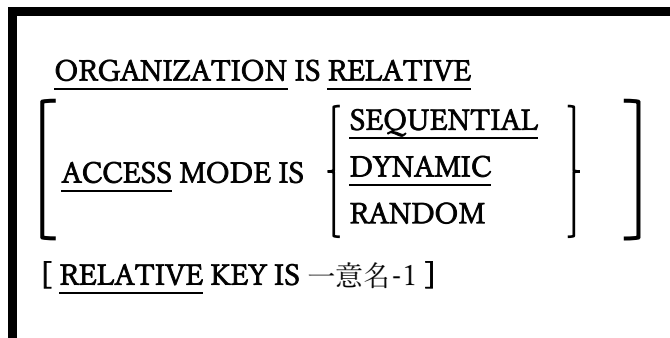 ORGANIZATION IS RELATIVE
SEQUENTIAL
ACCESS MODE IS DYNAMIC
RANDOM
[ RELATIVE KEY IS 一意名-1 ]